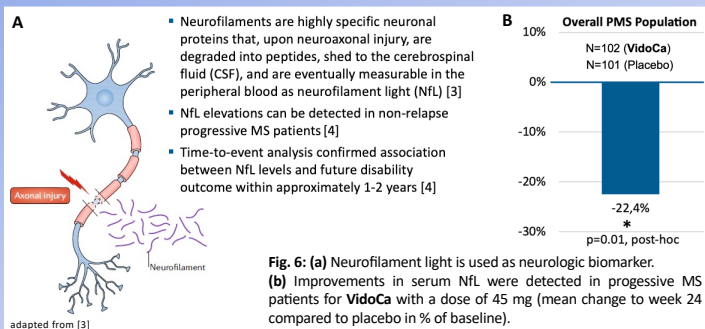 A
▪ Neurofilaments are highly specific neuronal
proteins that, upon neuroaxonal injury, are
degraded into peptides, shed to the cerebrospinal
fluid (CSF), and are eventually measurable in the
peripheral blood as neurofilament light (NfL) [3]
▪ NfL elevations can be detected in non-relapse
progressive MS patients [4]
▪ Time-to-event analysis confirmed association
between NfL levels and future disability
outcome within approximately 1-2 years [4]
Axonal injury
Neurofilament
adapted from [3]
B
Overall PMS Population
10%
N=102 (VidoCa)
N=101 (Placebo)
0%
-10%
-20%
-22,4%
*
-30%
p=0.01, post-hoc
Fig. 6: (a) Neurofilament light is used as neurologic biomarker.
(b) Improvements in serum NfL were detected in progessive MS
patients for VidoCa with a dose of 45 mg (mean change to week 24
compared to placebo in % of baseline).